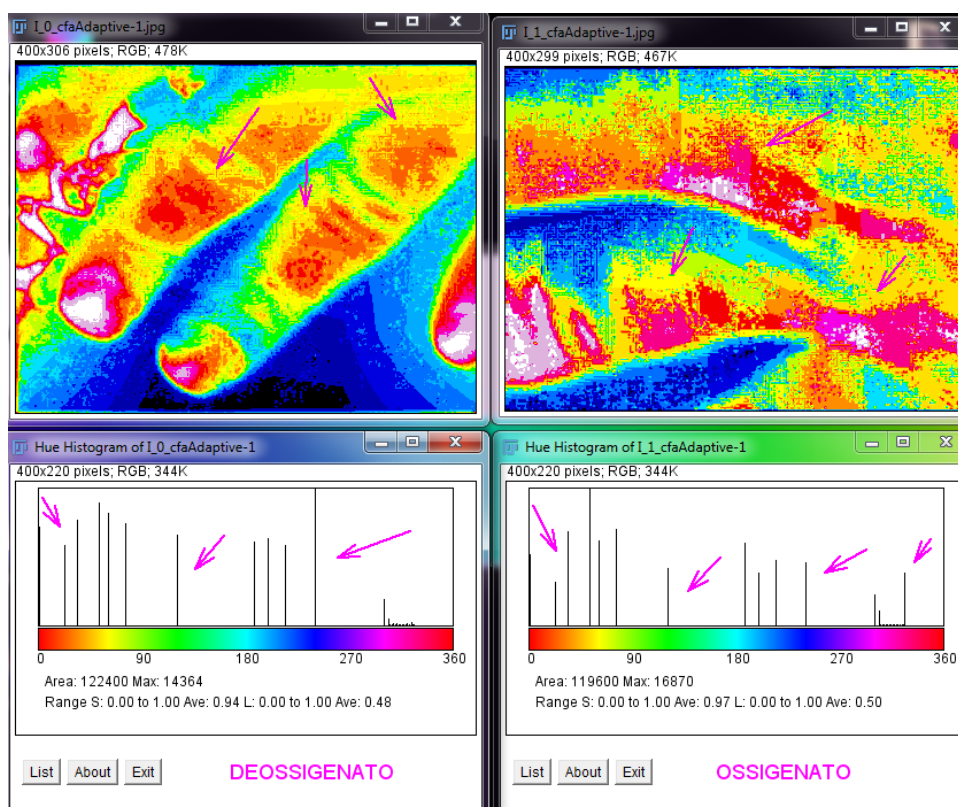 I_0_cfaAdaptive-1.jpg
400x306 pixels; RGB; 478K
I_1_cfaAdaptive-1.jpg
400x299 pixels; RGB; 467K
Hue Histogram of I_0_cfaAdaptive-1
400x220 pixels; RGB; 344K
0 90 180 270 360
Area: 122400 Max: 14364
Range S: 0.00 to 1.00 Ave: 0.94 L: 0.00 to 1.00 Ave: 0.48
List About Exit
DEOSSIGENATO
Hue Histogram of I_1_cfaAdaptive-1
400x220 pixels; RGB; 344K
0 90 180 270 360
Area: 119600 Max: 16870
Range S: 0.00 to 1.00 Ave: 0.97 L: 0.00 to 1.00 Ave: 0.50
List About Exit
OSSIGENATO